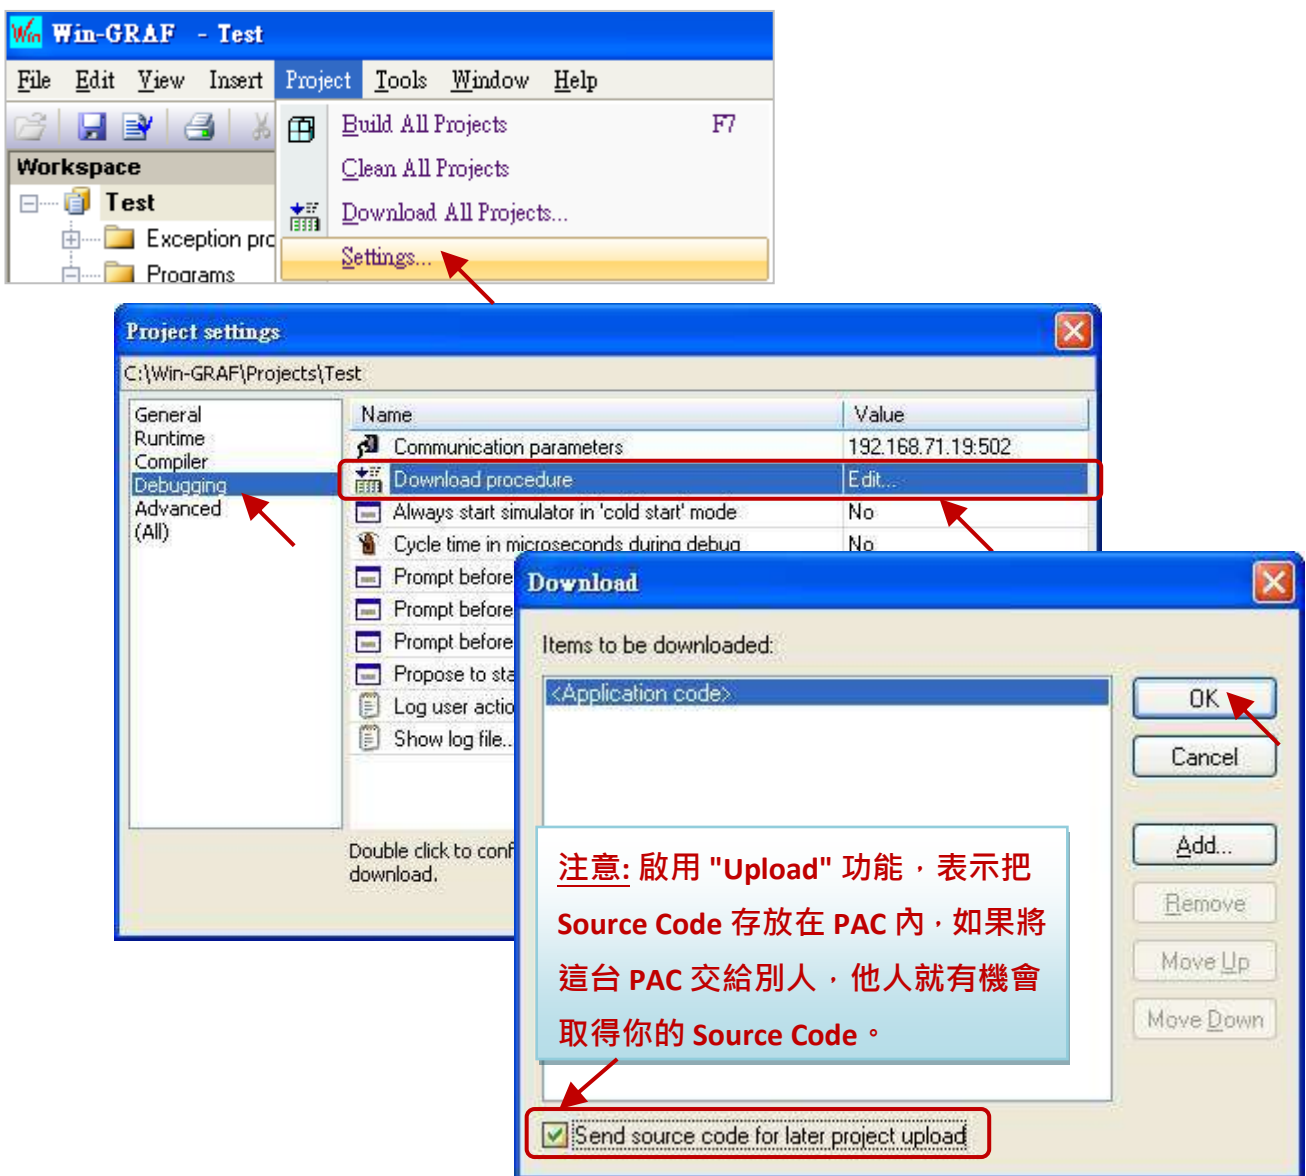 Win-GRAF - Test
File Edit View Insert Project Tools Window Help
Build All Projects F7
Clean All Projects
Download All Projects...
Settings...
Workspace
Test
Exception pro
Programs
Project settings
C:\Win-GRAF\Projects\Test
General
Runtime
Compiler
Debugging
Advanced
(All)
Name Value
Communication parameters 192.168.71.19:502
Download procedure Edit...
Always start simulator in 'cold start' mode No
Cycle time in microseconds during debug No
Prompt before
Prompt before
Prompt before
Propose to sta
Log user actio
Show log file...
Double click to conf
download.
Download
Items to be downloaded:
<Application code>
OK
Cancel
Add...
Remove
Move Up
Move Down
注意: 啟用 "Upload" 功能，表示把
Source Code 存放在 PAC 內，如果將
這台 PAC 交給別人，他人就有機會
取得你的 Source Code。
Send source code for later project upload